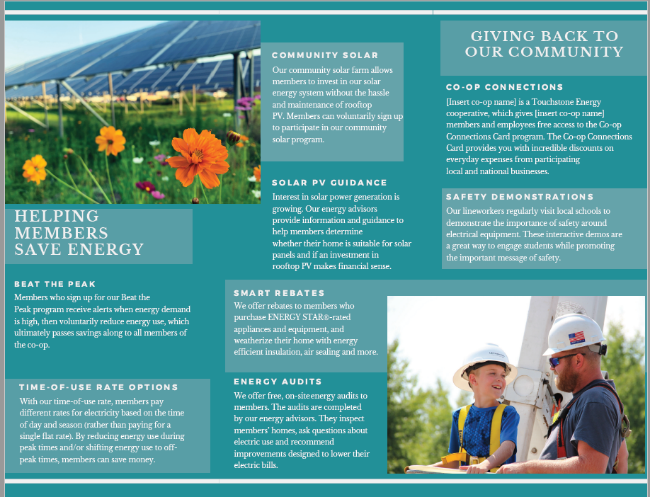 HELPING
MEMBERS
SAVE ENERGY
BEAT THE PEAK
Members who sign up for our Beat the
Peak program receive alerts when energy demand
is high, then voluntarily reduce energy use, which
ultimately passes savings along to all members of
the co-op.
TIME-OF-USE RATE OPTIONS
With our time-of-use rate, members pay
different rates for electricity based on the time
of day and season (rather than paying for a
single flat rate). By reducing energy use during
peak times and/or shifting energy use to off-
peak times, members can save money.
COMMUNITY SOLAR
Our community solar farm allows
members to invest in our solar
energy system without the hassle
and maintenance of rooftop
PV. Members can voluntarily sign up
to participate in our community
solar program.
SOLAR PV GUIDANCE
Interest in solar power generation is
growing. Our energy advisors
provide information and guidance to
help members determine
whether their home is suitable for solar
panels and if an investment in
rooftop PV makes financial sense.
SMART REBATES
We offer rebates to members who
purchase ENERGY STAR®-rated
appliances and equipment, and
weatherize their home with energy
efficient insulation, air sealing and more.
ENERGY AUDITS
We offer free, on-site energy audits to
members. The audits are completed
by our energy advisors. They inspect
members' homes, ask questions about
electric use and recommend
improvements designed to lower their
electric bills.
GIVING BACK TO
OUR COMMUNITY
CO-OP CONNECTIONS
[Insert co-op name] is a Touchstone Energy
cooperative, which gives [insert co-op name]
members and employees free access to the Co-op
Connections Card program. The Co-op Connections
Card provides you with incredible discounts on
everyday expenses from participating
local and national businesses.
SAFETY DEMONSTRATIONS
Our lineworkers regularly visit local schools to
demonstrate the importance of safety around
electrical equipment. These interactive demos are
a great way to engage students while promoting
the important message of safety.